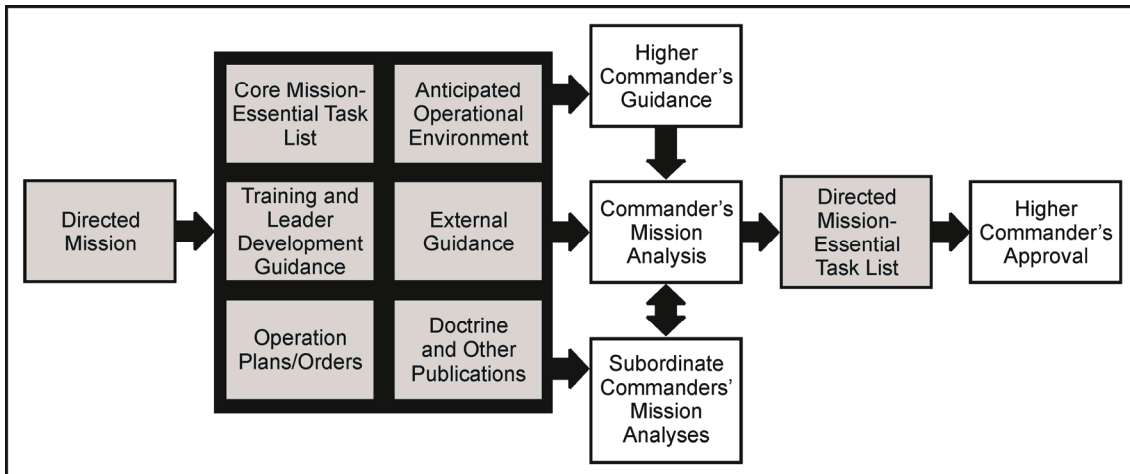 Directed
Mission
Core Mission-
Essential Task
List
Anticipated
Operational
Environment
Training and
Leader
Development
Guidance
External
Guidance
Operation
Plans/Orders
Doctrine
and Other
Publications
Higher
Commander’s
Guidance
Commander’s
Mission
Analysis
Subordinate
Commanders’
Mission
Analyses
Directed
Mission-
Essential
Task List
Higher
Commander’s
Approval